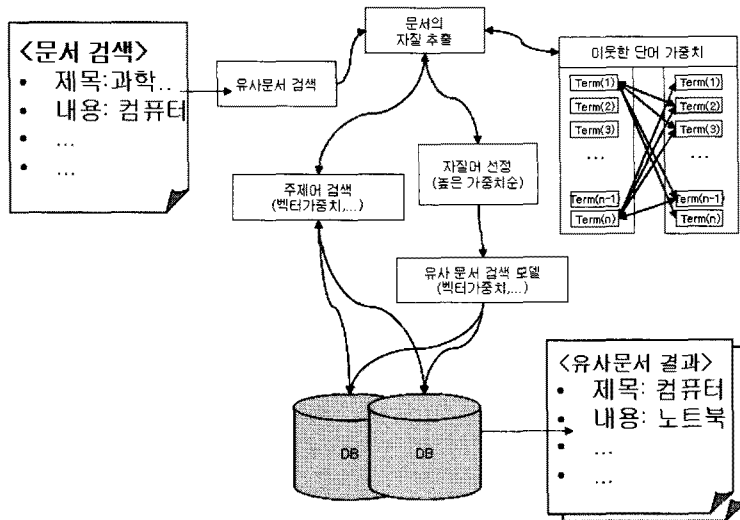 <문서 검색>
• 제목:과학..
• 내용: 컴퓨터
• ...
• ...
유사문서 검색
문서의
자질 추출
이웃한 단어 가중치
Term(1)
Term(2)
Term(3)
...
Term(n-1)
Term(n)
Term(1)
Term(2)
Term(3)
...
Term(n-1)
Term(n)
주제어 검색
(벡터가중치,...)
자질어 선정
(높은 가중치순)
유사 문서 검색 모델
(벡터가중치,...)
DB
DB
<유사문서 결과>
• 제목: 컴퓨터
• 내용: 노트북
• ...
• ...